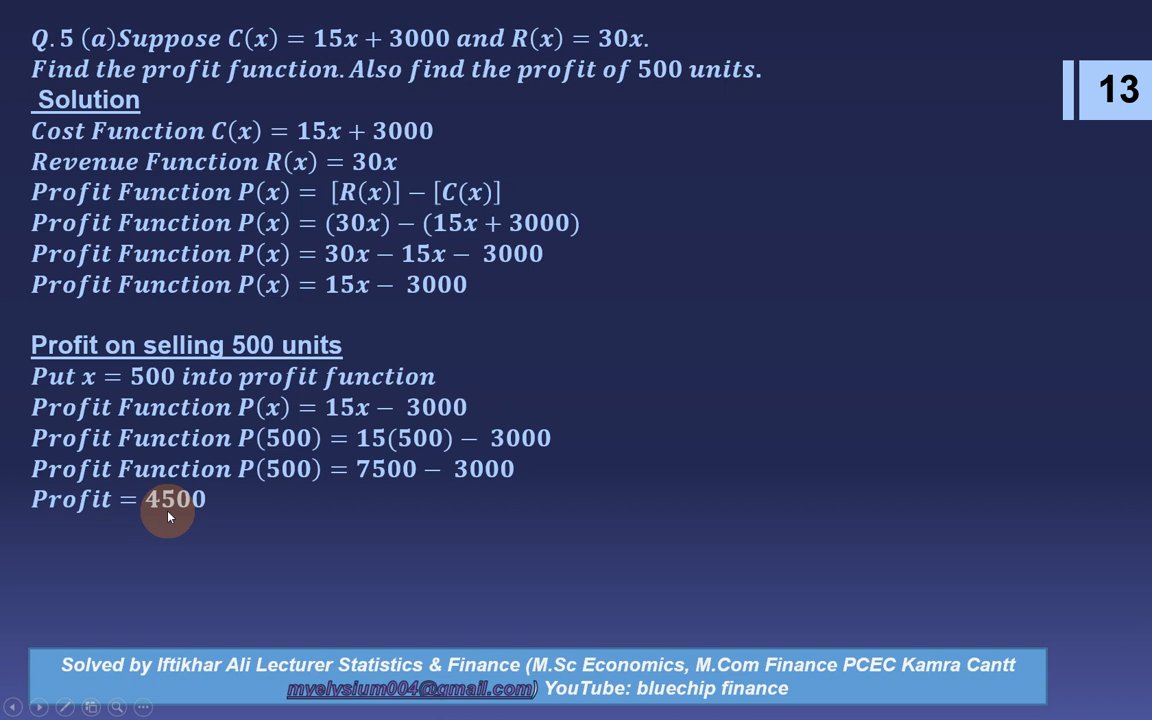 Q. 5 (a)Suppose C(x) = 15x + 3000 and R(x) = 30x.
Find the profit function. Also find the profit of 500 units.
13
Solution
Cost Function C(x) = 15x + 3000
Revenue Function R(x) = 30x
Profit Function P(x) = [R(x)] − [C(x)]
Profit Function P(x) = (30x) − (15x + 3000)
Profit Function P(x) = 30x − 15x − 3000
Profit Function P(x) = 15x − 3000
Profit on selling 500 units
Put x = 500 into profit function
Profit Function P(x) = 15x − 3000
Profit Function P(500) = 15(500) − 3000
Profit Function P(500) = 7500 − 3000
Profit = 4500
Solved by Iftikhar Ali Lecturer Statistics & Finance (M.Sc Economics, M.Com Finance PCEC Kamra Cantt
myelysium004@gmail.com) YouTube: bluechip finance